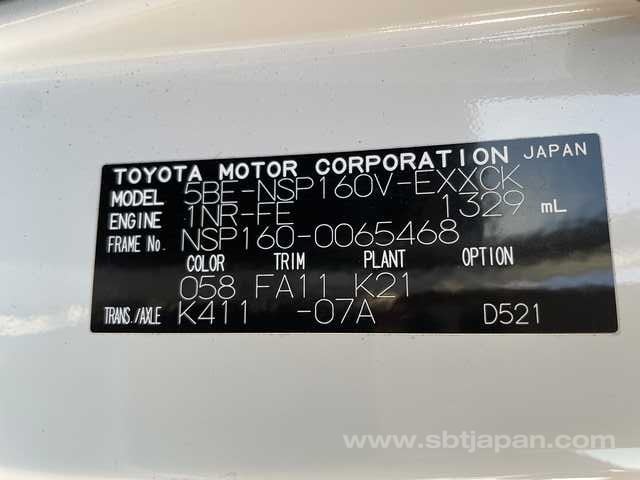 TOYOTA MOTOR CORPORATION JAPAN
MODEL 5BE-NSP160V-EXXCK
ENGINE 1NR-FE 1329 mL
FRAME No. NSP160-0065468
COLOR TRIM PLANT OPTION
058 FA11 K21
TRANS./AXLE K411 -07A D521
www.sbtjapan.com